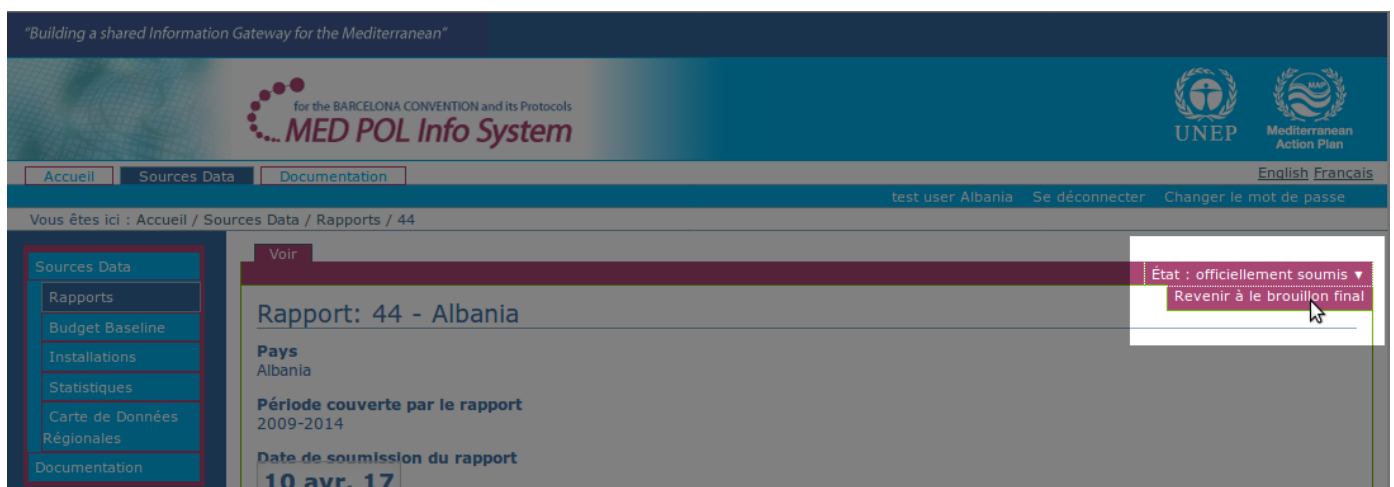 "Building a shared Information Gateway for the Mediterranean"
for the BARCELONA CONVENTION and its Protocols
MED POL Info System
UNEP
MAP
Mediterranean
Action Plan
Accueil Sources Data Documentation English Français
test user Albania Se déconnecter Changer le mot de passe
Vous êtes ici : Accueil / Sources Data / Rapports / 44
Voir
État : officiellement soumis ▼
Revenir à le brouillon final
Sources Data
Rapports
Budget Baseline
Installations
Statistiques
Carte de Données
Régionales
Documentation
Rapport: 44 - Albania
Pays
Albania
Période couverte par le rapport
2009-2014
Date de soumission du rapport
10 avr. 17